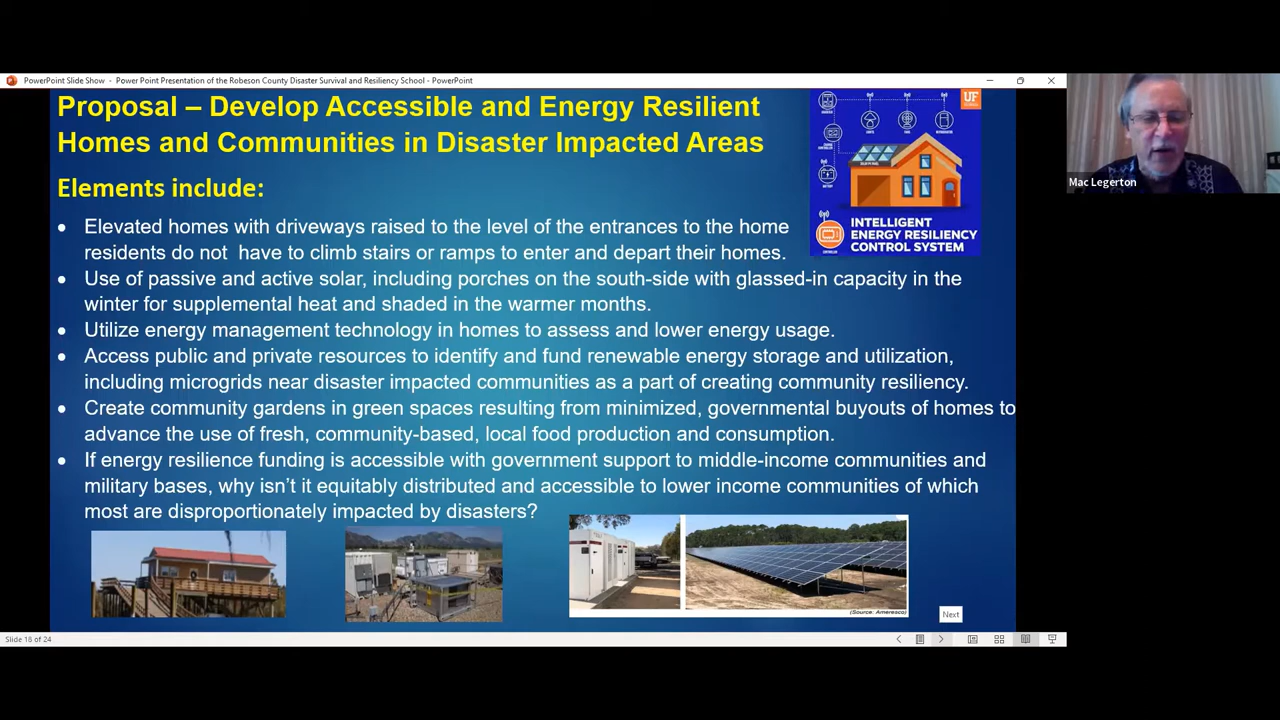 PowerPoint Slide Show - Power Point Presentation of the Robeson County Disaster Survival and Resiliency School - PowerPoint
Proposal – Develop Accessible and Energy Resilient
Homes and Communities in Disaster Impacted Areas
UF
INTELLIGENT
ENERGY RESILIENCY
CONTROL SYSTEM
Mac Legerton
Elements include:
• Elevated homes with driveways raised to the level of the entrances to the home
residents do not have to climb stairs or ramps to enter and depart their homes.
• Use of passive and active solar, including porches on the south-side with glassed-in capacity in the
winter for supplemental heat and shaded in the warmer months.
• Utilize energy management technology in homes to assess and lower energy usage.
• Access public and private resources to identify and fund renewable energy storage and utilization,
including microgrids near disaster impacted communities as a part of creating community resiliency.
• Create community gardens in green spaces resulting from minimized, governmental buyouts of homes to
advance the use of fresh, community-based, local food production and consumption.
• If energy resilience funding is accessible with government support to middle-income communities and
military bases, why isn't it equitably distributed and accessible to lower income communities of which
most are disproportionately impacted by disasters?
(Source: Ameresco)
Next
Slide 18 of 24